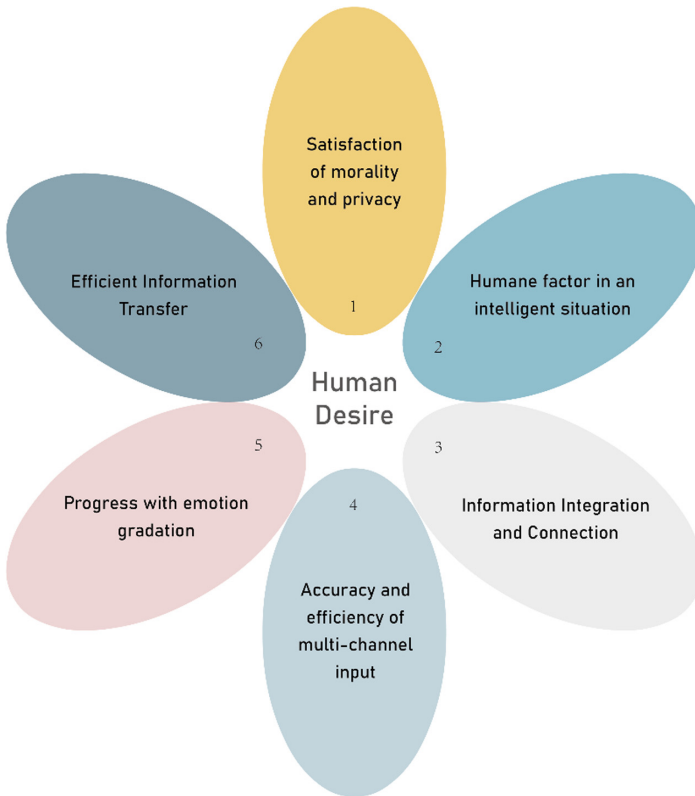 Satisfaction
of morality
and privacy
1
Humane factor in an
intelligent situation
2
3
Information Integration
and Connection
4
Accuracy and
efficiency of
multi-channel
input
5
Progress with emotion
gradation
Efficient Information
Transfer
6
Human
Desire